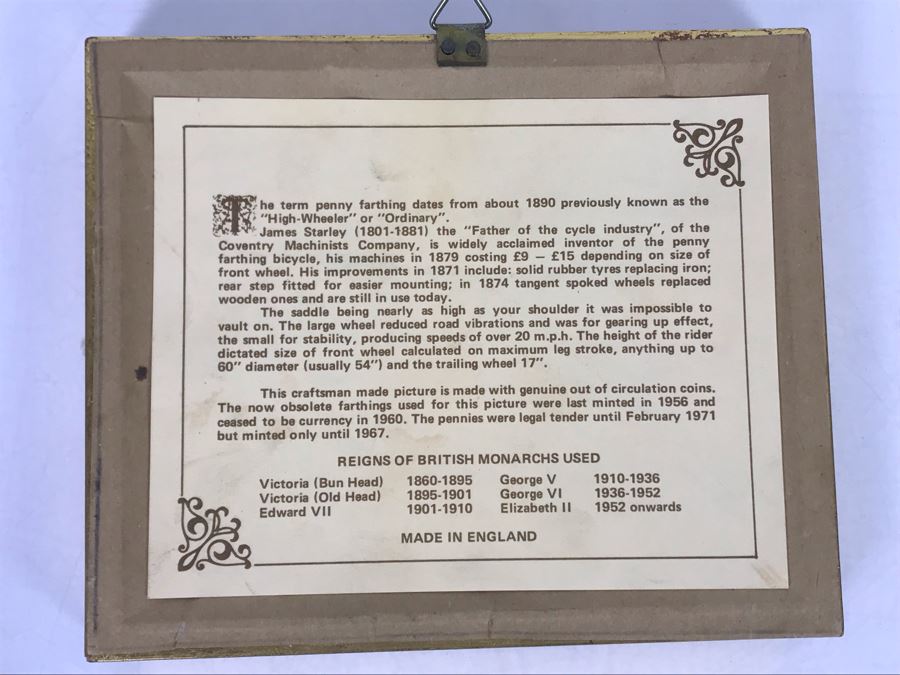 The term penny farthing dates from about 1890 previously known as the
"High-Wheeler" or "Ordinary".
James Starley (1801-1881) the "Father of the cycle industry", of the
Coventry Machinists Company, is widely acclaimed inventor of the penny
farthing bicycle, his machines in 1879 costing £9 — £15 depending on size of
front wheel. His improvements in 1871 include: solid rubber tyres replacing iron;
rear step fitted for easier mounting; in 1874 tangent spoked wheels replaced
wooden ones and are still in use today.
The saddle being nearly as high as your shoulder it was impossible to
vault on. The large wheel reduced road vibrations and was for gearing up effect,
the small for stability, producing speeds of over 20 m.p.h. The height of the rider
dictated size of front wheel calculated on maximum leg stroke, anything up to
60" diameter (usually 54") and the trailing wheel 17".
This craftsman made picture is made with genuine out of circulation coins.
The now obsolete farthings used for this picture were last minted in 1956 and
ceased to be currency in 1960. The pennies were legal tender until February 1971
but minted only until 1967.
REIGNS OF BRITISH MONARCHS USED
Victoria (Bun Head) 1860-1895 George V 1910-1936
Victoria (Old Head) 1895-1901 George VI 1936-1952
Edward VII 1901-1910 Elizabeth II 1952 onwards
MADE IN ENGLAND